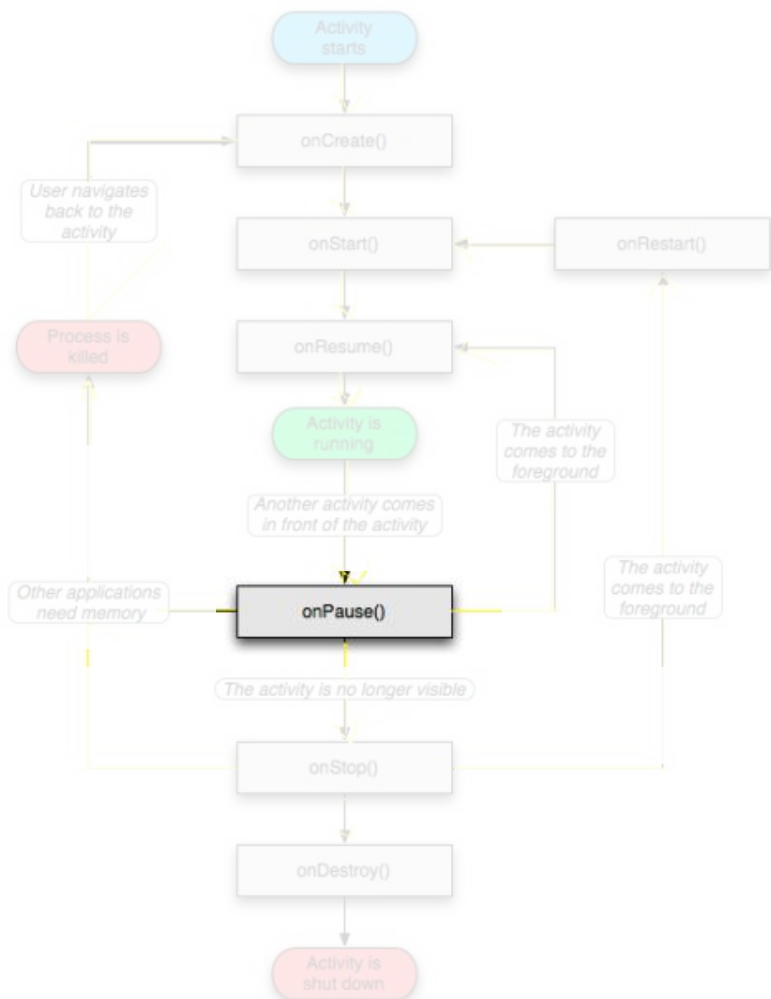 Activity
starts
onCreate()
User navigates
back to the
activity
onStart()
onRestart()
Process is
killed
onResume()
Activity is
running
The activity
comes to the
foreground
Another activity comes
in front of the activity
The activity
comes to the
foreground
Other applications
need memory
onPause()
The activity is no longer visible
onStop()
onDestroy()
Activity is
shut down